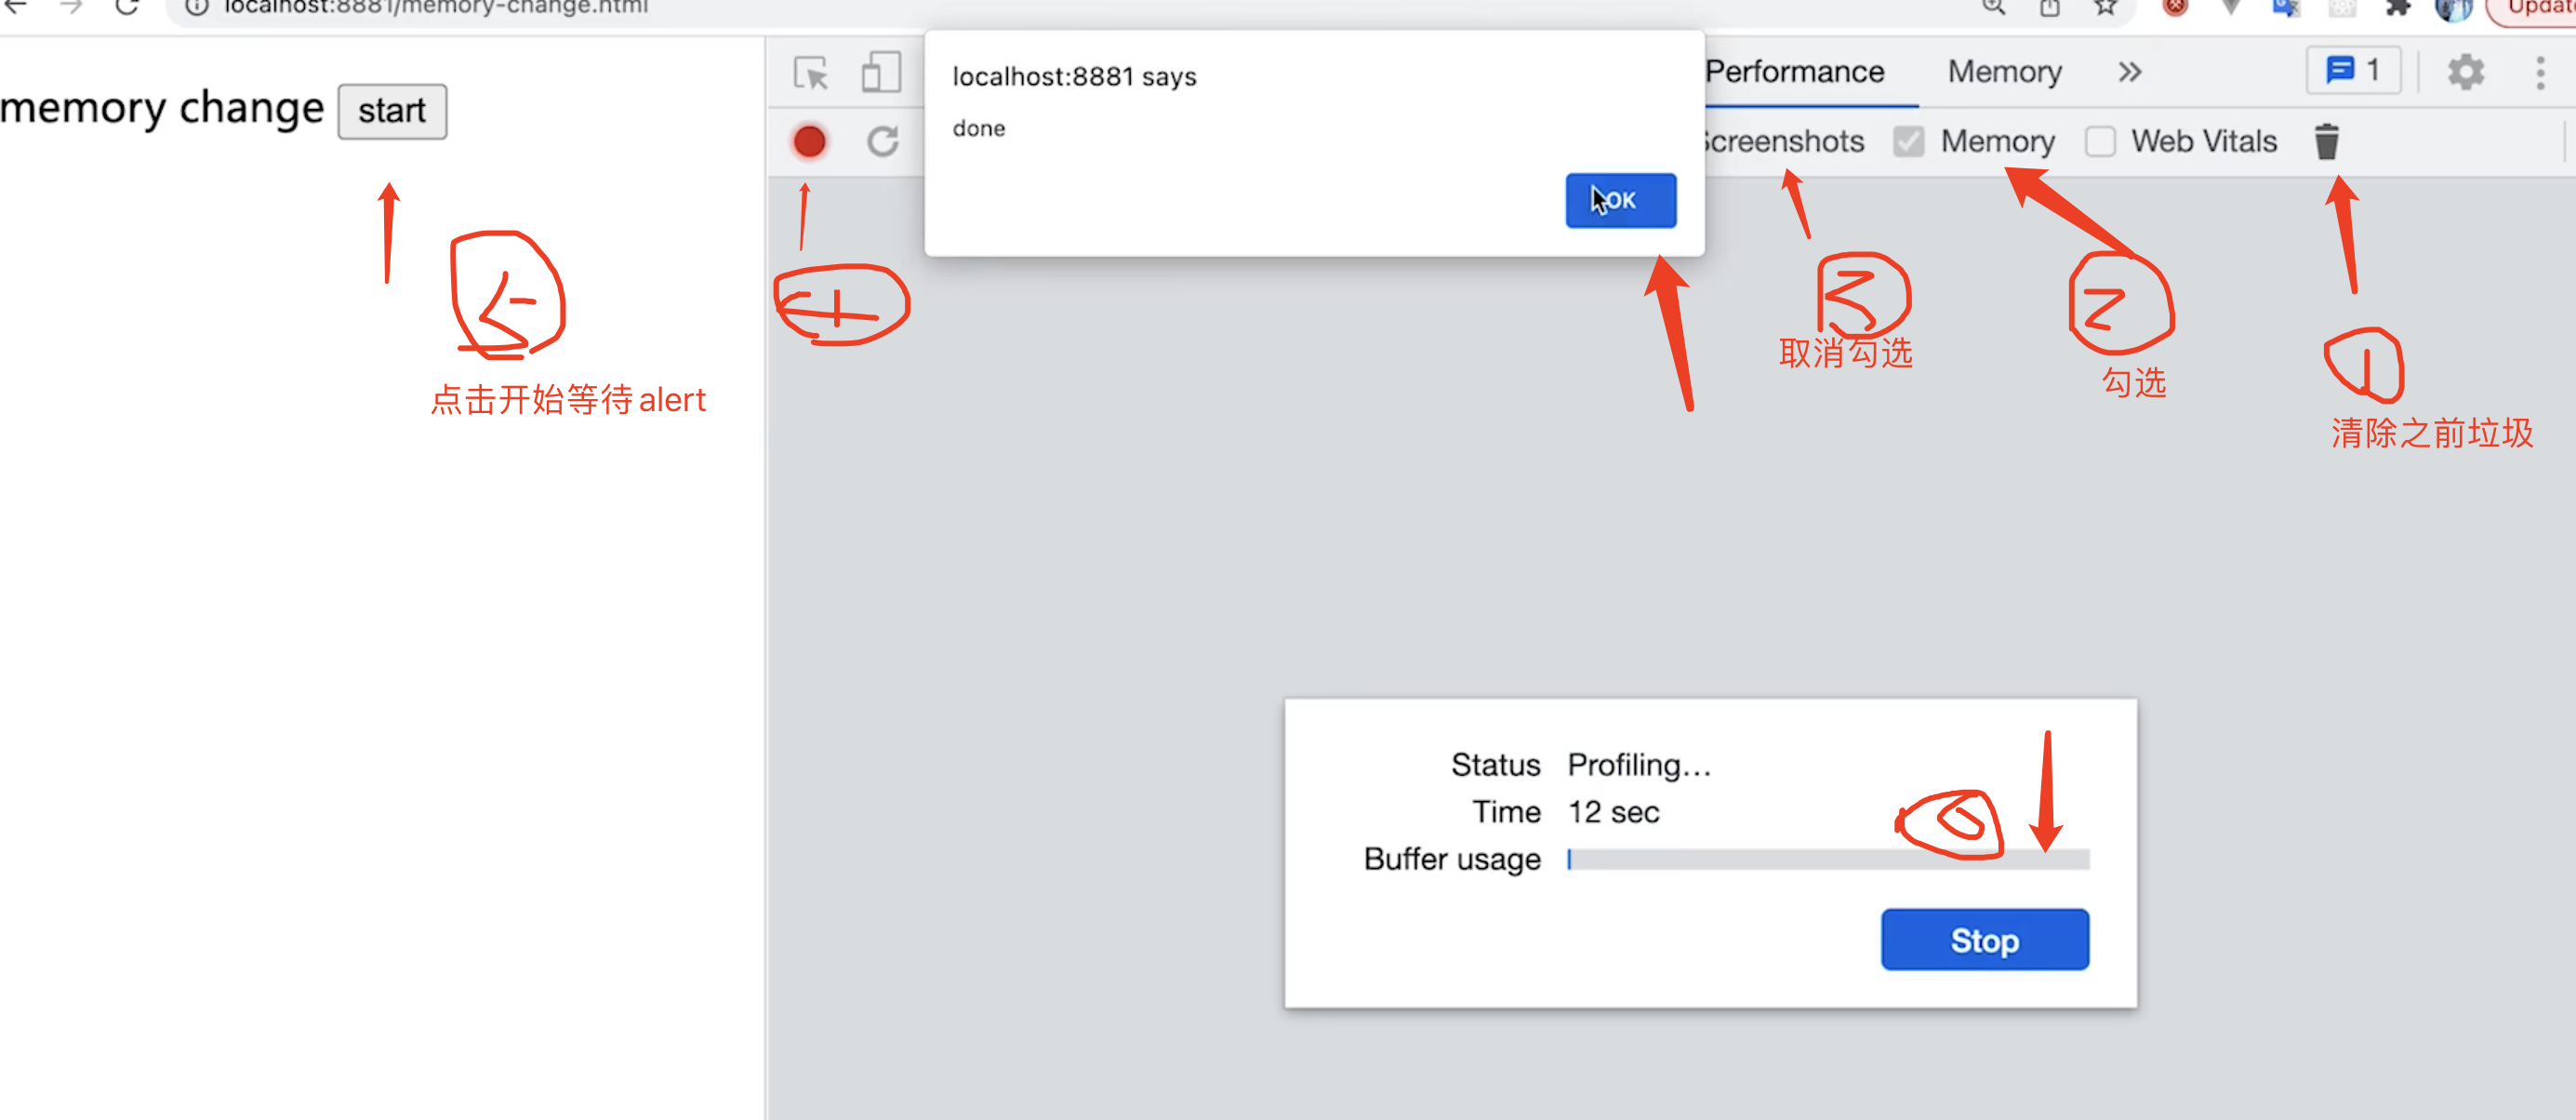 localhost:8881/memory-change.html
Updat
memory change start
localhost:8881 says
done
OK
Performance Memory 1
Screenshots Memory Web Vitals
5
点击开始等待alert
4
3
取消勾选
2
勾选
1
清除之前垃圾
Status Profiling...
Time 12 sec
6
Buffer usage
Stop